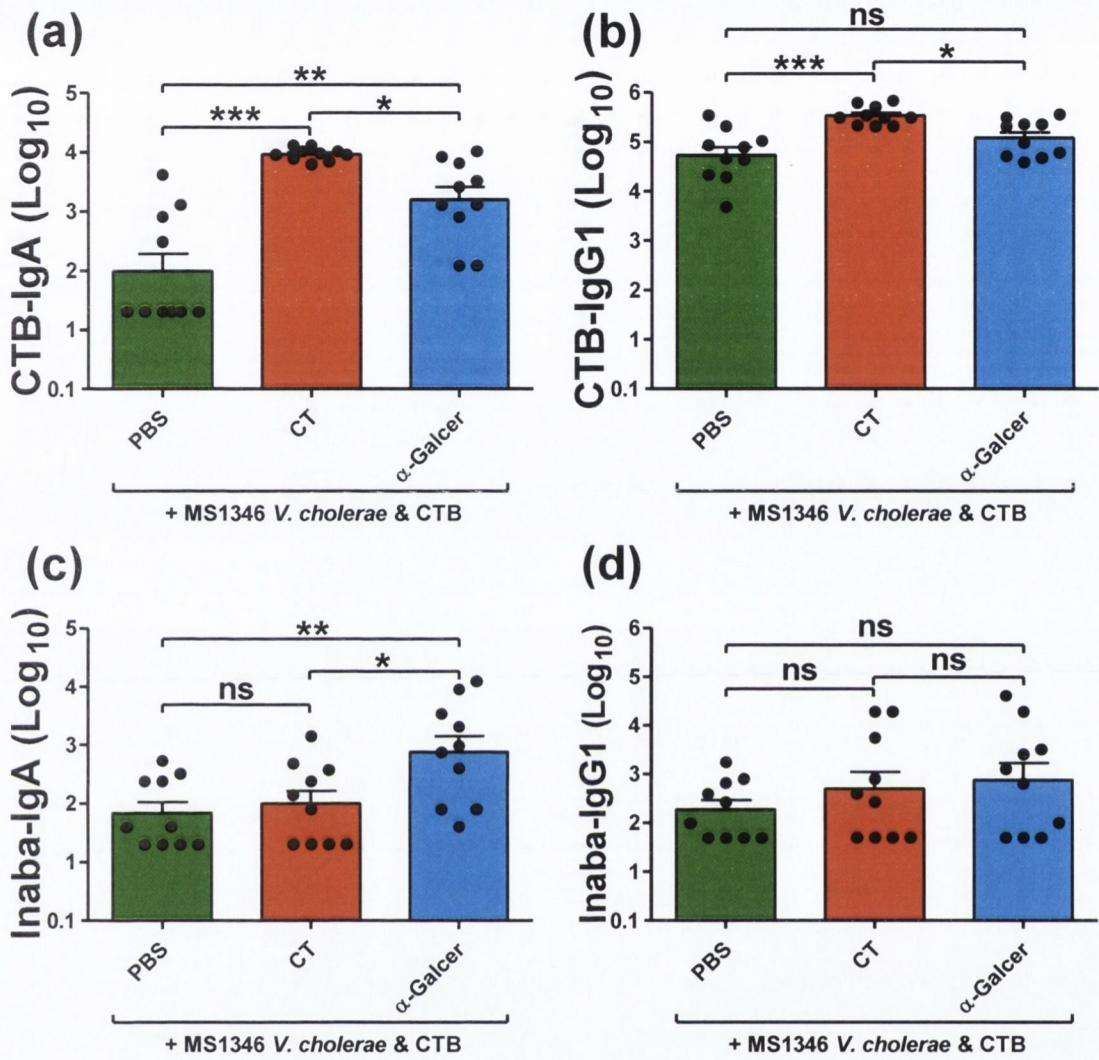 (a)
CTB-IgA (Log10)
5
4
3
2
1
0.1
**
***
*
PBS
CT
α-Galcer
+ MS1346 V. cholerae & CTB
(b)
CTB-IgG1 (Log10)
6
5
4
3
2
1
0.1
ns
***
*
PBS
CT
α-Galcer
+ MS1346 V. cholerae & CTB
(c)
Inaba-IgA (Log10)
5
4
3
2
1
0.1
**
ns
*
PBS
CT
α-Galcer
+ MS1346 V. cholerae & CTB
(d)
Inaba-IgG1 (Log10)
6
5
4
3
2
1
0.1
ns
ns
ns
PBS
CT
α-Galcer
+ MS1346 V. cholerae & CTB